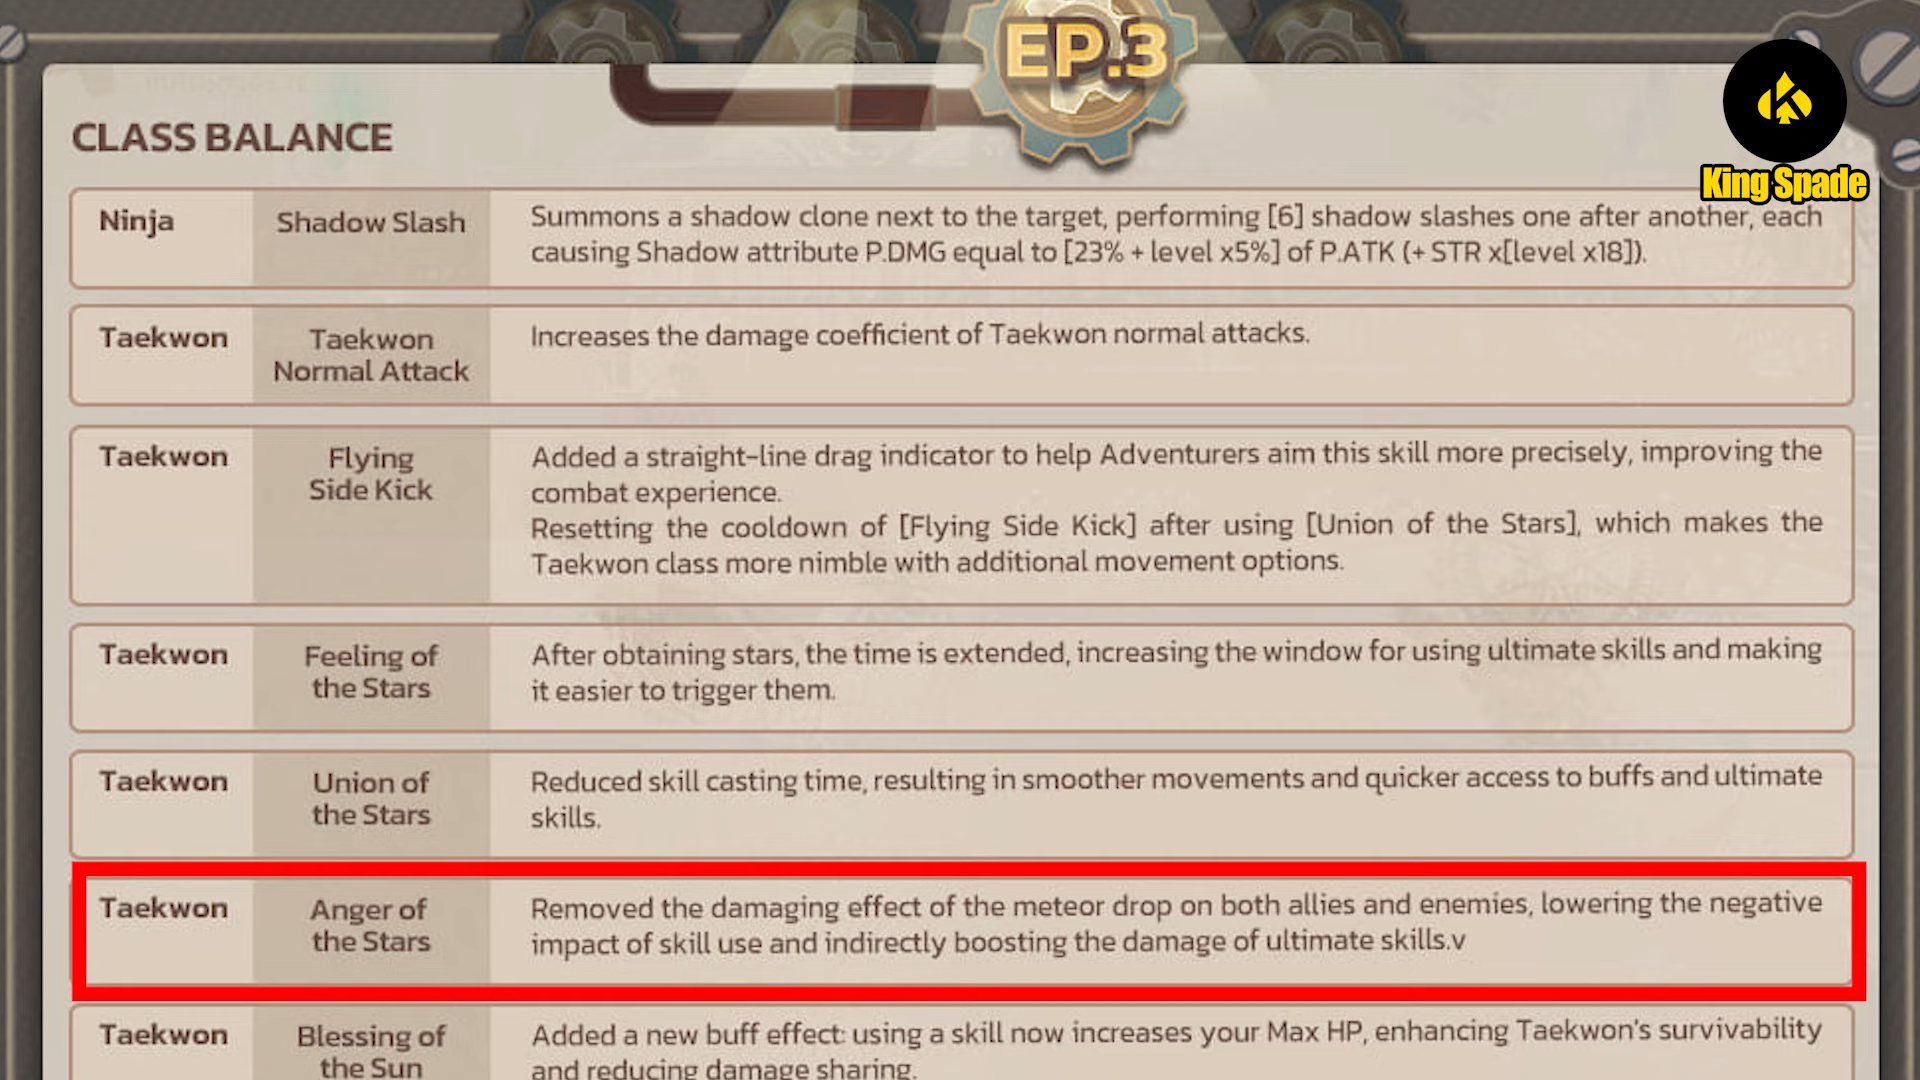 EP.3
King Spade
CLASS BALANCE
Ninja
Shadow Slash
Summons a shadow clone next to the target, performing [6] shadow slashes one after another, each
causing Shadow attribute P.DMG equal to [23% + level x5%] of P.ATK (+ STR x[level x18]).
Taekwon
Taekwon
Normal Attack
Increases the damage coefficient of Taekwon normal attacks.
Taekwon
Flying
Side Kick
Added a straight-line drag indicator to help Adventurers aim this skill more precisely, improving the
combat experience.
Resetting the cooldown of [Flying Side Kick] after using [Union of the Stars], which makes the
Taekwon class more nimble with additional movement options.
Taekwon
Feeling of
the Stars
After obtaining stars, the time is extended, increasing the window for using ultimate skills and making
it easier to trigger them.
Taekwon
Union of
the Stars
Reduced skill casting time, resulting in smoother movements and quicker access to buffs and ultimate
skills.
Taekwon
Anger of
the Stars
Removed the damaging effect of the meteor drop on both allies and enemies, lowering the negative
impact of skill use and indirectly boosting the damage of ultimate skills.v
Taekwon
Blessing of
the Sun
Added a new buff effect: using a skill now increases your Max HP, enhancing Taekwon's survivability
and reducing damage sharing.